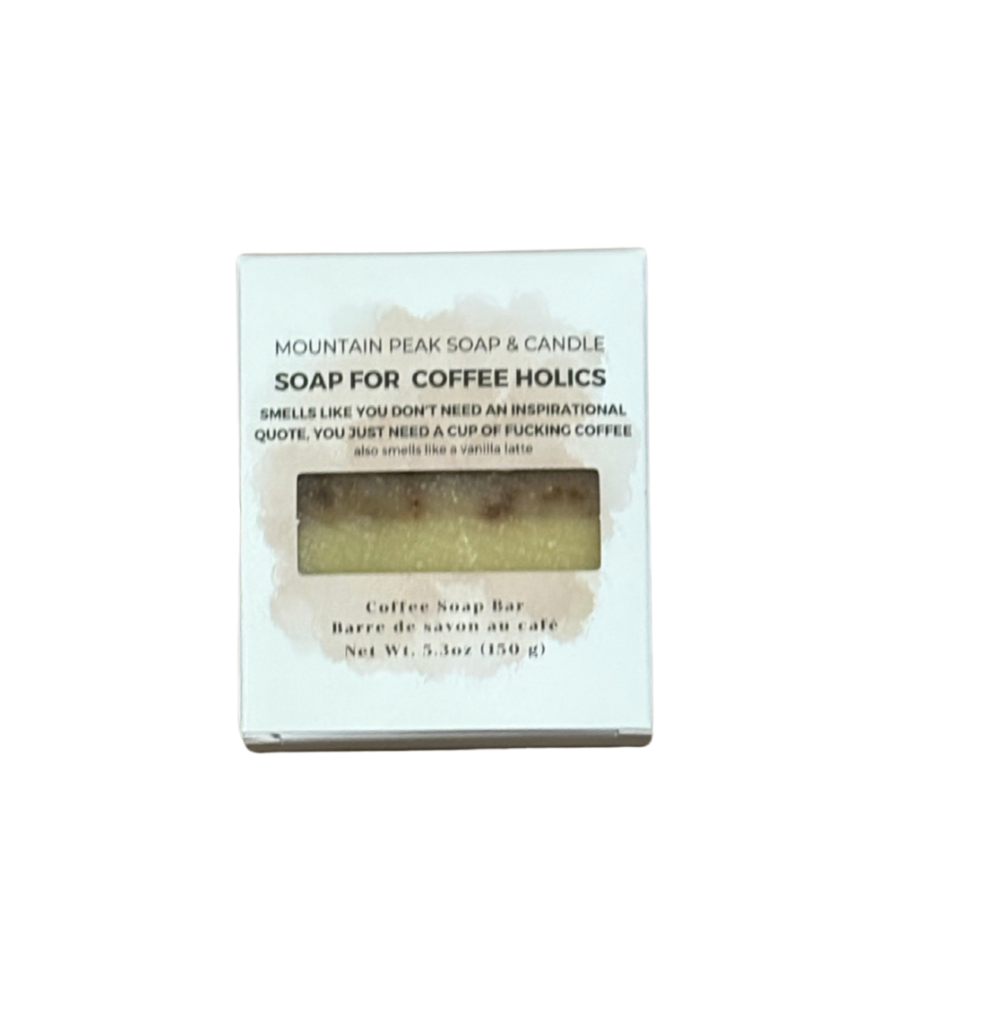 MOUNTAIN PEAK SOAP & CANDLE
SOAP FOR COFFEE HOLICS
SMELLS LIKE YOU DON'T NEED AN INSPIRATIONAL
QUOTE, YOU JUST NEED A CUP OF FUCKING COFFEE
also smells like a vanilla latte
Coffee Soap Bar
Barre de savon au café
Net Wt. 5.3oz (150 g)